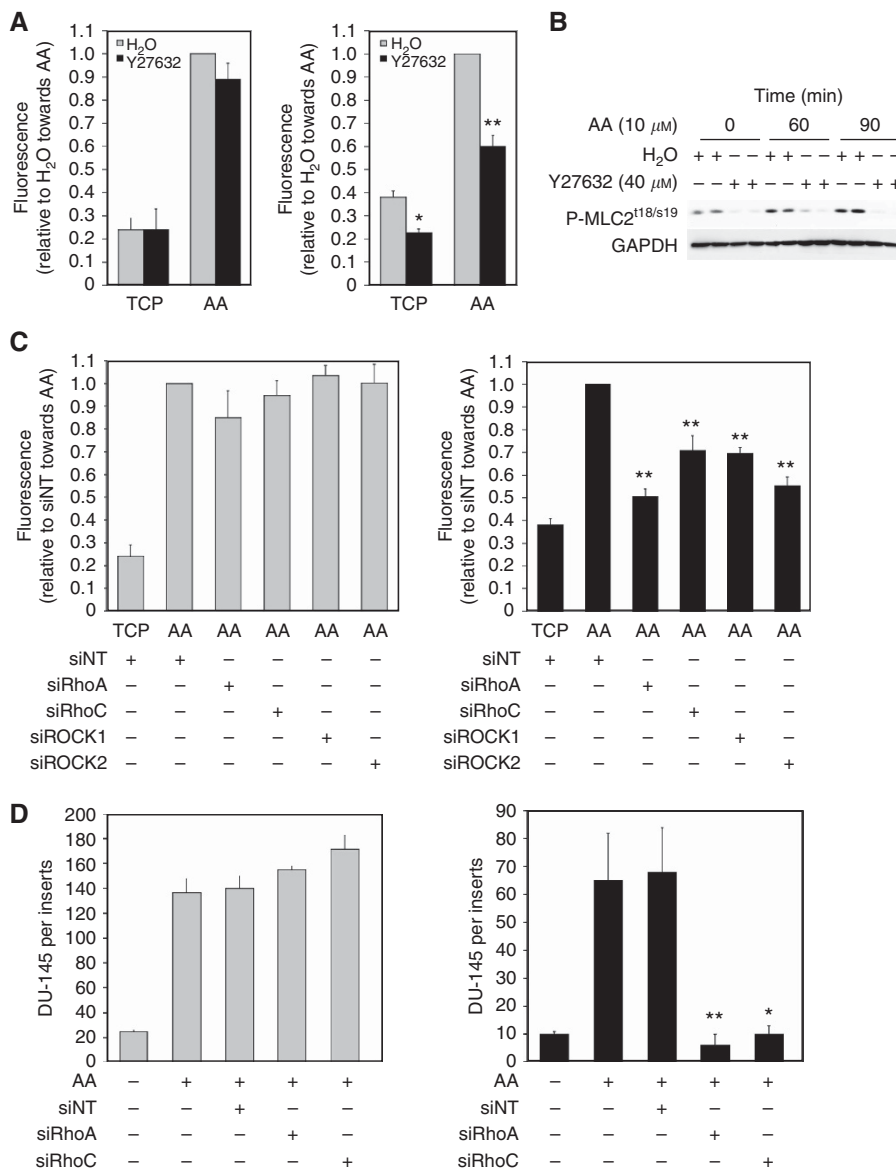 A
Fluorescence
(relative to H2O towards AA)
1.1
1.0
0.9
0.8
0.7
0.6
0.5
0.4
0.3
0.2
0.1
0
H2O
Y27632
TCP
AA
Fluorescence
(relative to H2O towards AA)
1.1
1.0
0.9
0.8
0.7
0.6
0.5
0.4
0.3
0.2
0.1
0
H2O
Y27632
*
**
TCP
AA
B
Time (min)
AA (10 µM) 0 60 90
H2O + + – – + + – – + + – –
Y27632 (40 µM) – – + + – – + + – – + +
P-MLC2t18/s19
GAPDH
C
Fluorescence
(relative to siNT towards AA)
1.1
1.0
0.9
0.8
0.7
0.6
0.5
0.4
0.3
0.2
0.1
0
TCP AA AA AA AA AA
siNT + + – – – –
siRhoA – – + – – –
siRhoC – – – + – –
siROCK1 – – – – + –
siROCK2 – – – – – +
Fluorescence
(relative to siNT towards AA)
1.1
1.0
0.9
0.8
0.7
0.6
0.5
0.4
0.3
0.2
0.1
0
** ** ** **
TCP AA AA AA AA AA
siNT + + – – – –
siRhoA – – + – – –
siRhoC – – – + – –
siROCK1 – – – – + –
siROCK2 – – – – – +
D
DU-145 per inserts
200
180
160
140
120
100
80
60
40
20
0
AA – + + + +
siNT – – + – –
siRhoA – – – + –
siRhoC – – – – +
DU-145 per inserts
90
80
70
60
50
40
30
20
10
0
** *
AA – + + + +
siNT – – + – –
siRhoA – – – + –
siRhoC – – – – +